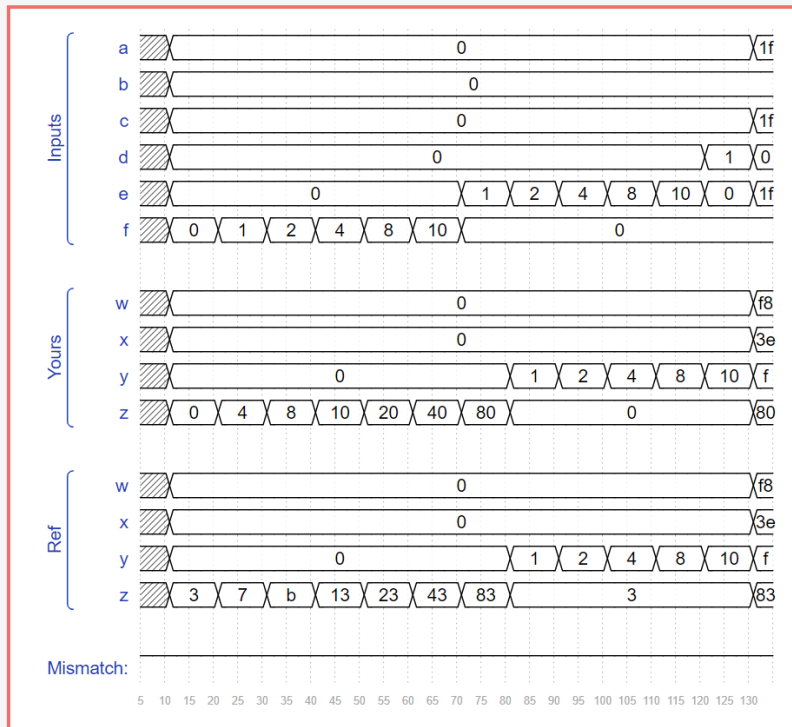 Inputs
a 0 1f
b 0
c 0 1f
d 0 1 0
e 0 1 2 4 8 10 0 1f
f 0 1 2 4 8 10 0
Yours
w 0 f8
x 0 3e
y 0 1 2 4 8 10 f
z 0 4 8 10 20 40 80 0 80
Ref
w 0 f8
x 0 3e
y 0 1 2 4 8 10 f
z 3 7 b 13 23 43 83 3 83
Mismatch:
5 10 15 20 25 30 35 40 45 50 55 60 65 70 75 80 85 90 95 100 105 110 115 120 125 130